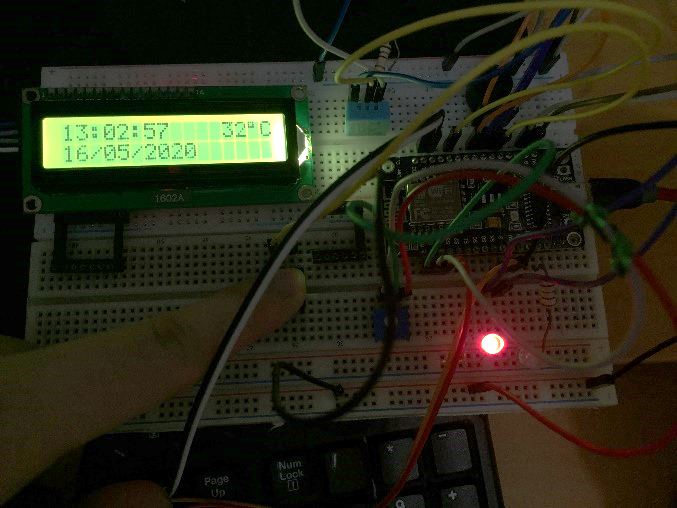 13:02:57 32°C
16/05/2020
1602A
Page
Up
Num
Lock
*
+